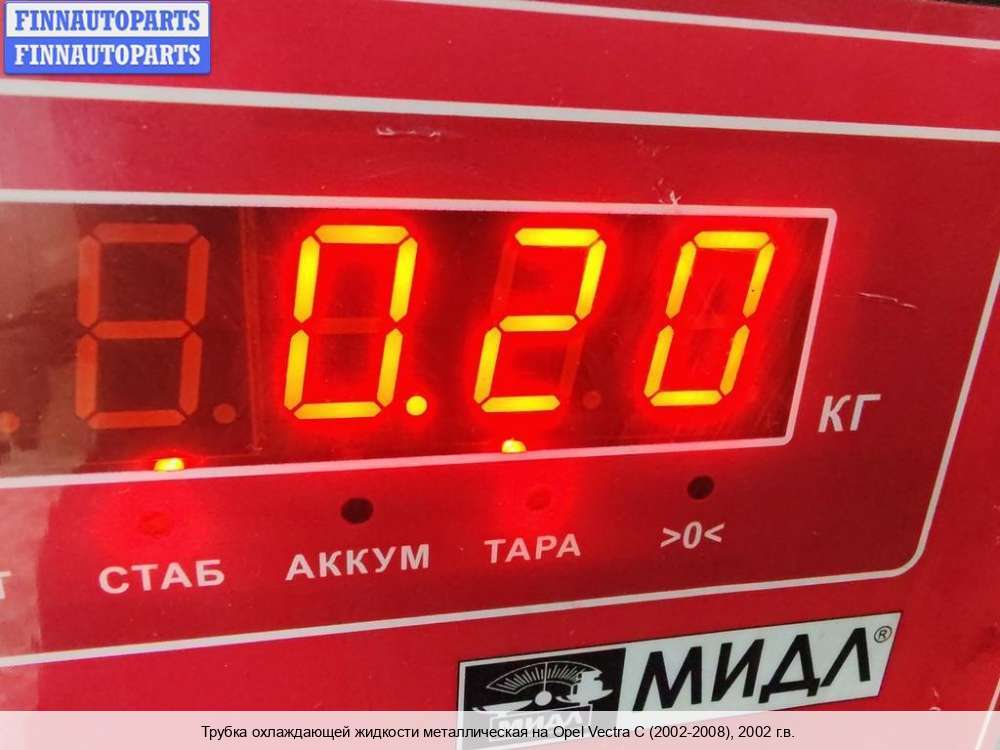 FINNAUTOPARTS
FINNAUTOPARTS
0.20
КГ
СТАБ АККУМ ТАРА >0<
МИДЛ®
МИДЛ
Трубка охлаждающей жидкости металлическая на Opel Vectra C (2002-2008), 2002 г.в.